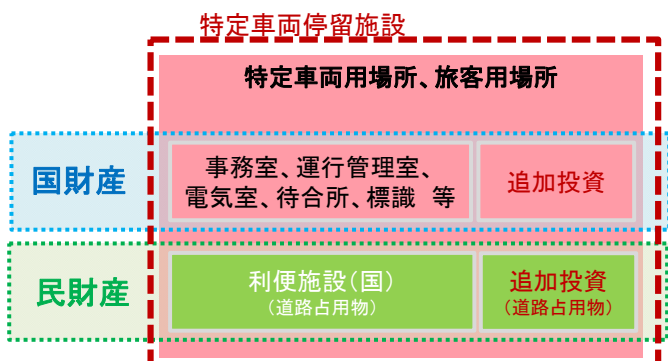 特定車両停留施設
特定車両用場所、旅客用場所
国財産
事務室、運行管理室、
電気室、待合所、標識 等
追加投資
民財産
利便施設(国)
(道路占用物)
追加投資
(道路占用物)